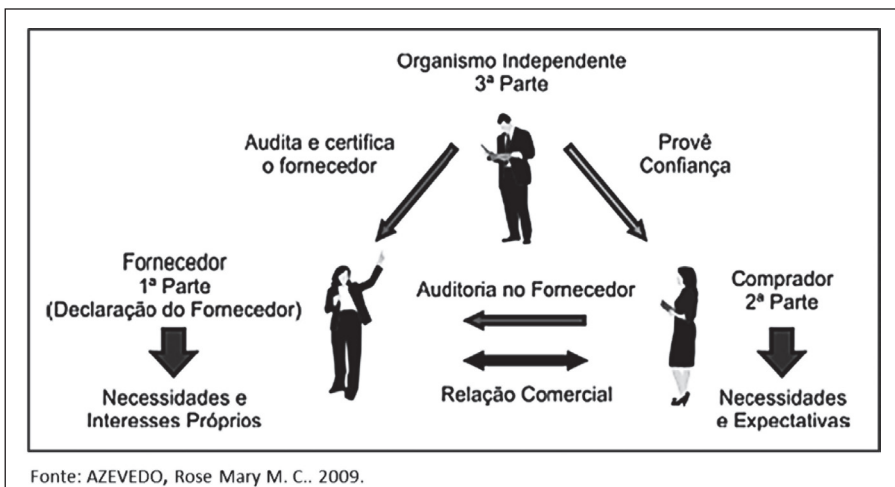 Organismo Independente
3ª Parte
Audita e certifica
o fornecedor
Provê
Confiança
Fornecedor
1ª Parte
(Declaração do Fornecedor)
Auditoria no Fornecedor
Comprador
2ª Parte
Necessidades e
Interesses Próprios
Relação Comercial
Necessidades
e Expectativas
Fonte: AZEVEDO, Rose Mary M. C.. 2009.